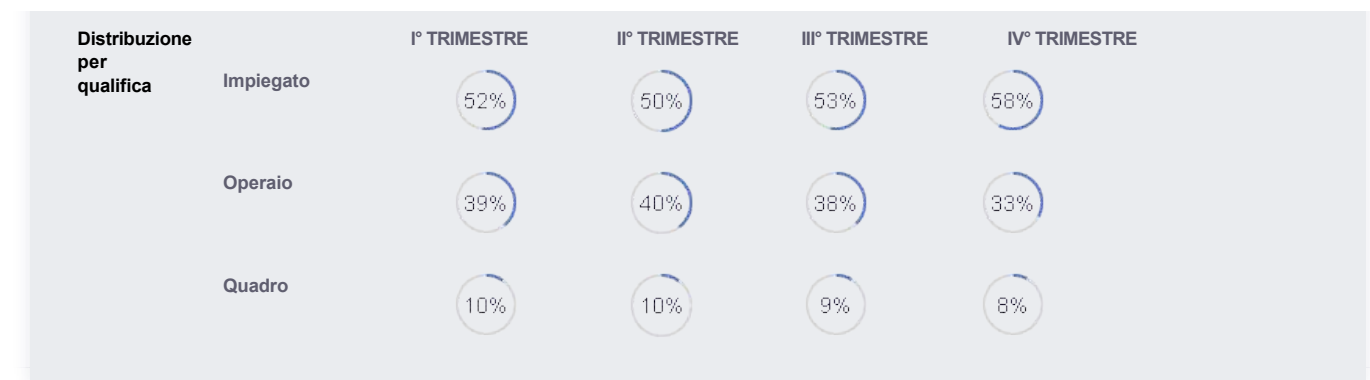 Distribuzione
per
qualifica
I° TRIMESTRE II° TRIMESTRE III° TRIMESTRE IV° TRIMESTRE
Impiegato 52% 50% 53% 58%
Operaio 39% 40% 38% 33%
Quadro 10% 10% 9% 8%